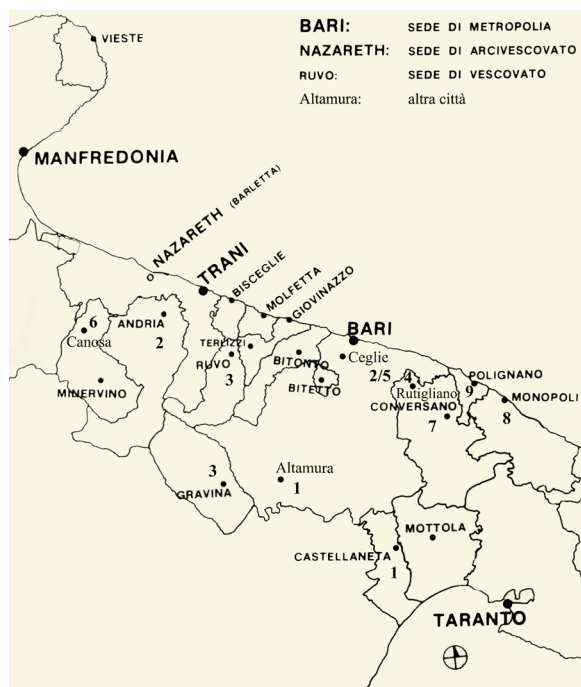 BARI: SEDE DI METROPOLIA
NAZARETH: SEDE DI ARCIVESCOVATO
RUVO: SEDE DI VESCOVATO
Altamura: altra città
VIESTE
MANFREDONIA
NAZARETH (BARLETTA)
TRANI
BISCEGLIE
MOLFETTA
GIOVINAZZO
BARI
6
Canosa
ANDRIA
2
TERLIZZI
RUVO
3
BITONTO
Ceglie
BITETTO
2/5
4
Rutigliano
9
POLIGNANO
MONOPOLI
MINERVINO
CONVERSANO
7
8
3
GRAVINA
Altamura
1
MOTTOLA
CASTELLANETA
1
TARANTO